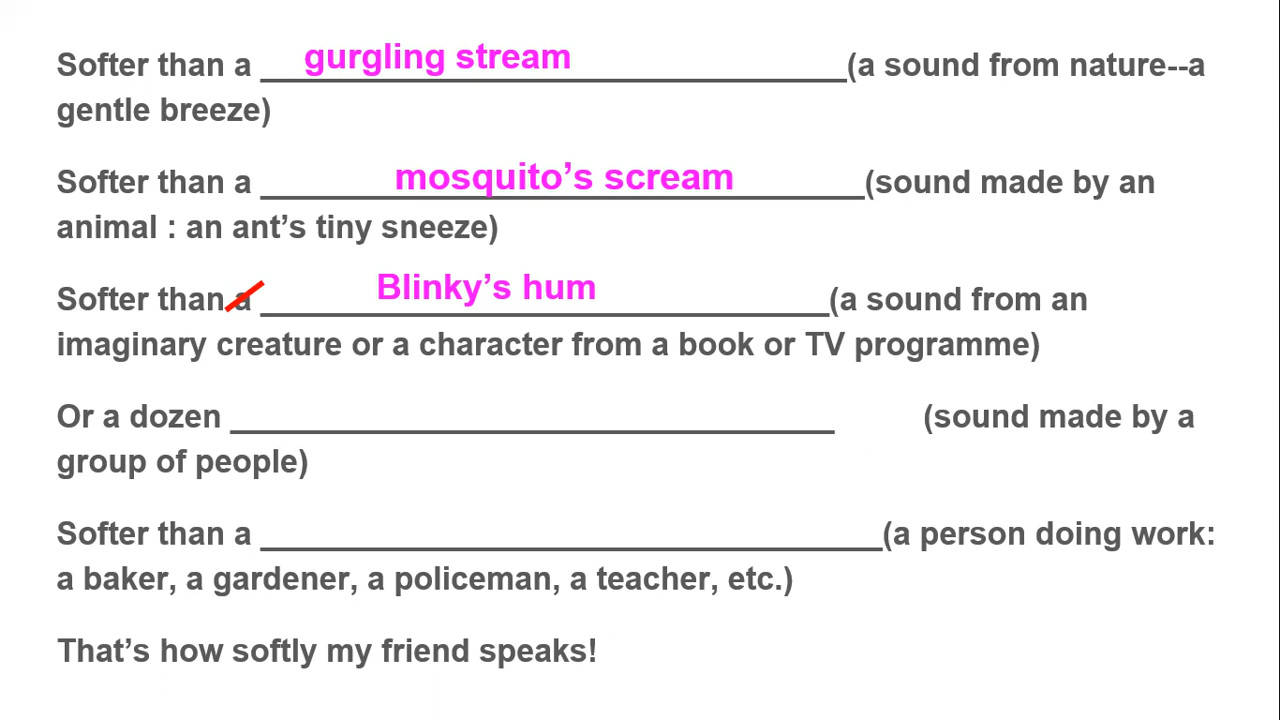 Softer than a gurgling stream (a sound from nature--a
gentle breeze)
Softer than a mosquito’s scream (sound made by an
animal : an ant’s tiny sneeze)
Softer than a Blinky’s hum (a sound from an
imaginary creature or a character from a book or TV programme)
Or a dozen ______ (sound made by a
group of people)
Softer than a ______ (a person doing work:
a baker, a gardener, a policeman, a teacher, etc.)
That’s how softly my friend speaks!